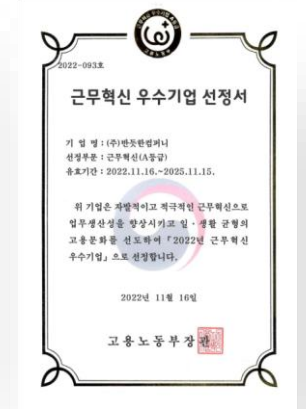 2022-093호
근무혁신 우수기업 선정서
기 업 명 : (주)반듯한컴퍼니
선정부문 : 근무혁신(A등급)
유효기간 : 2022.11.16.~2025.11.15.
위 기업은 자발적이고 적극적인 근무혁신으로
업무생산성을 향상시키고 일·생활 균형의
고용문화를 선도하여 「2022년 근무혁신
우수기업」으로 선정합니다.
2022년 11월 16일
고용노동부장관